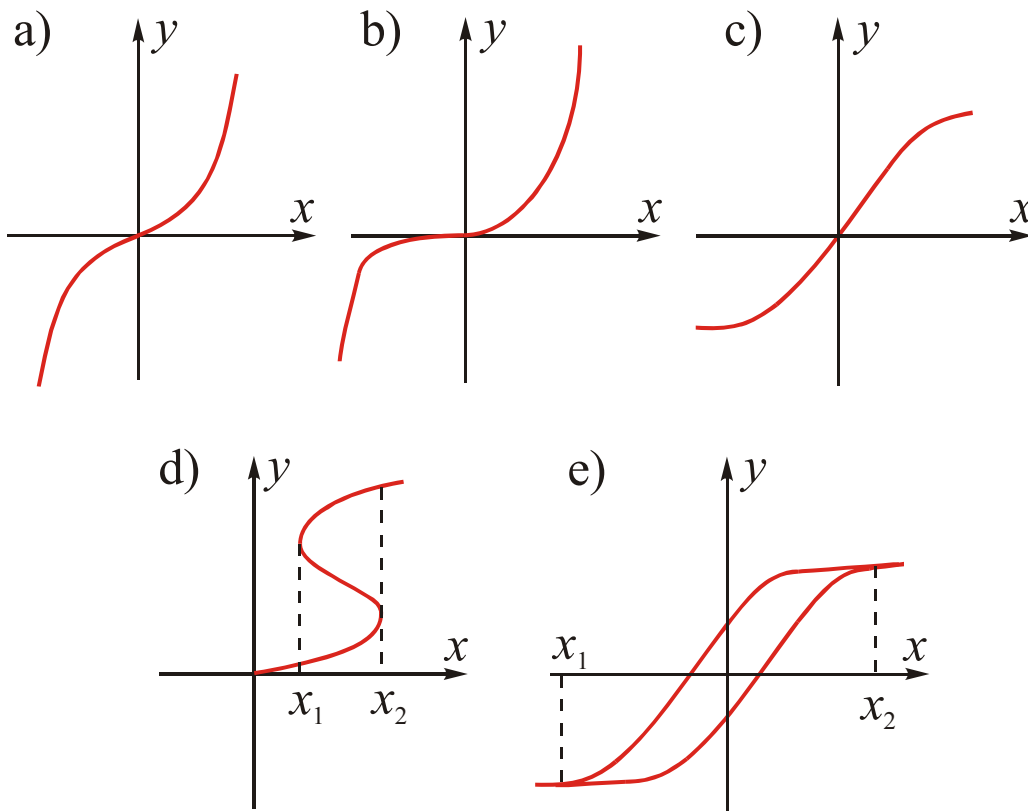 a) y x
b) y x
c) y x
d) y x
x₁ x₂
e) y x
x₁ x₂